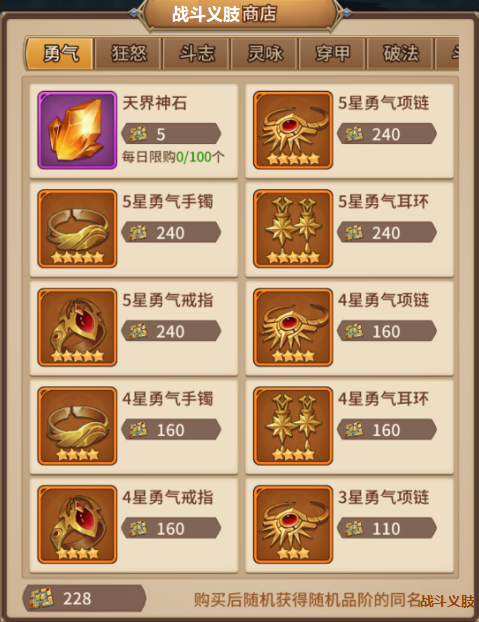 战斗义肢商店
勇气 狂怒 斗志 灵咏 穿甲 破法
天界神石
5
每日限购0/100个
5星勇气项链
240
5星勇气手镯
240
5星勇气耳环
240
5星勇气戒指
240
4星勇气项链
160
4星勇气手镯
160
4星勇气耳环
160
4星勇气戒指
160
3星勇气项链
110
228
购买后随机获得随机品阶的同名
战斗义肢